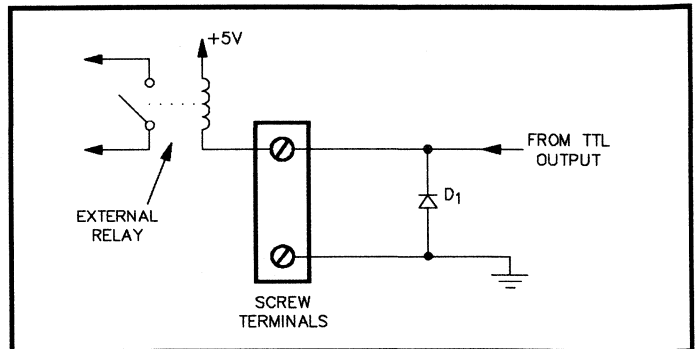 +5V
FROM TTL
OUTPUT
D1
EXTERNAL
RELAY
SCREW
TERMINALS